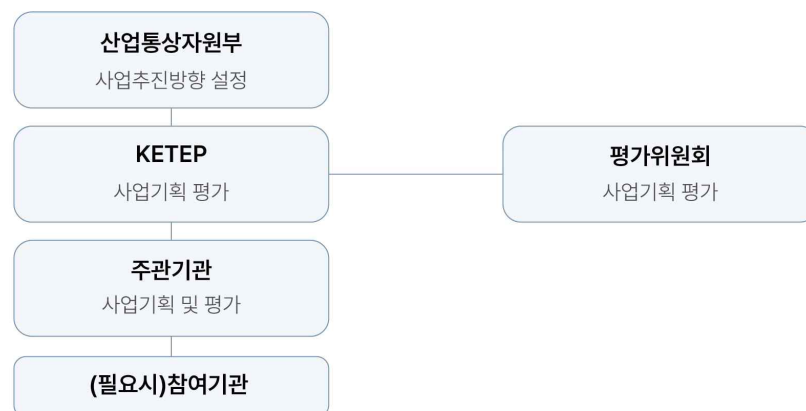 산업통상자원부
사업추진방향 설정
KETEP
사업기획 평가
평가위원회
사업기획 평가
주관기관
사업기획 및 평가
(필요시)참여기관